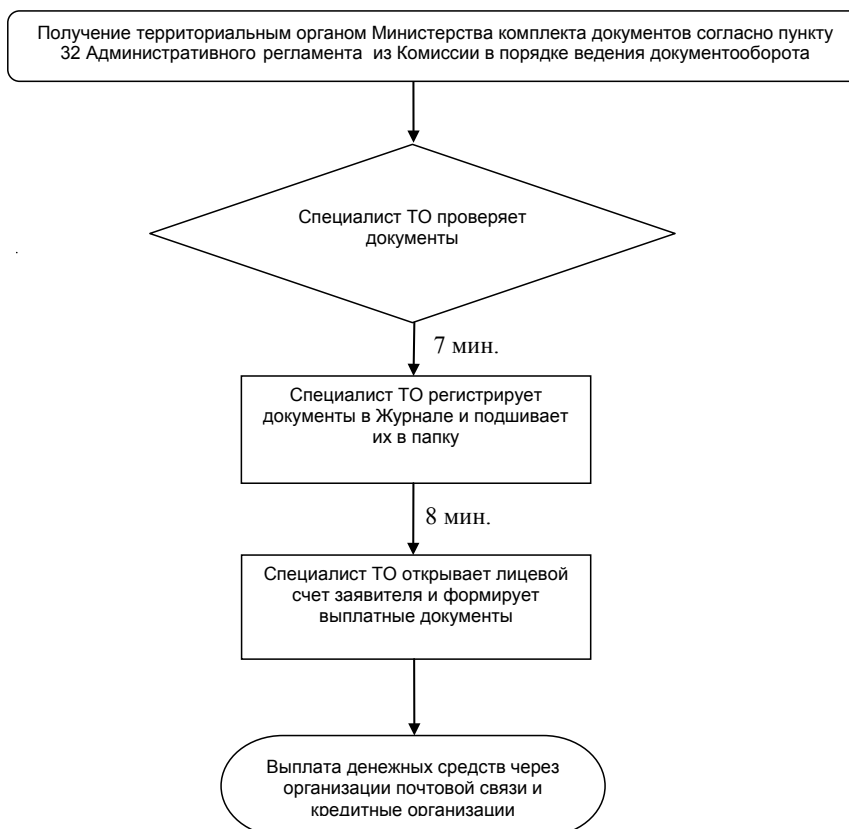 Получение территориальным органом Министерства комплекта документов согласно пункту
32 Административного регламента из Комиссии в порядке ведения документооборота
Специалист ТО проверяет
документы
7 мин.
Специалист ТО регистрирует
документы в Журнале и подшивает
их в папку
8 мин.
Специалист ТО открывает лицевой
счет заявителя и формирует
выплатные документы
Выплата денежных средств через
организации почтовой связи и
кредитные организации